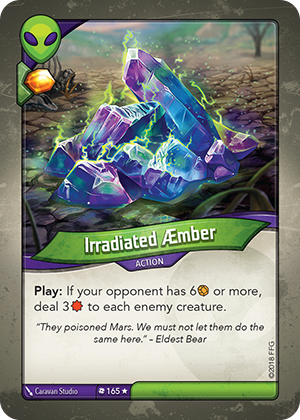 Irradiated Æmber
ACTION
Play: If your opponent has 6 or more,
deal 3 to each enemy creature.
"They poisoned Mars. We must not let them do the
same here." - Eldest Bear
©2018 FFG
Caravan Studio
165